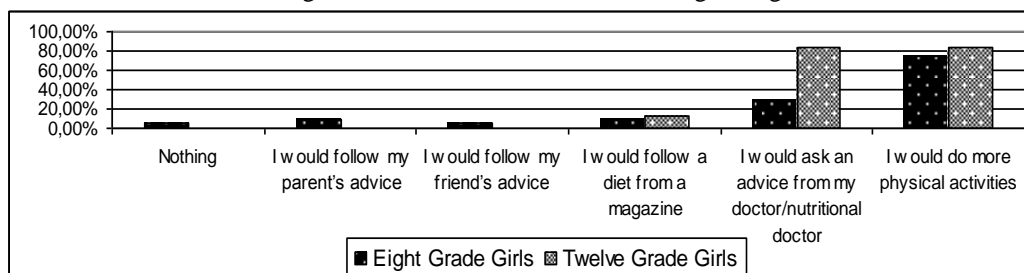 100,00%
80,00%
60,00%
40,00%
20,00%
0,00%
Nothing
I would follow my
parent's advice
I would follow my
friend's advice
I would follow a
diet from a
magazine
I would ask an
advice from my
doctor/nutritional
doctor
I would do more
physical activities
Eight Grade Girls
Twelve Grade Girls